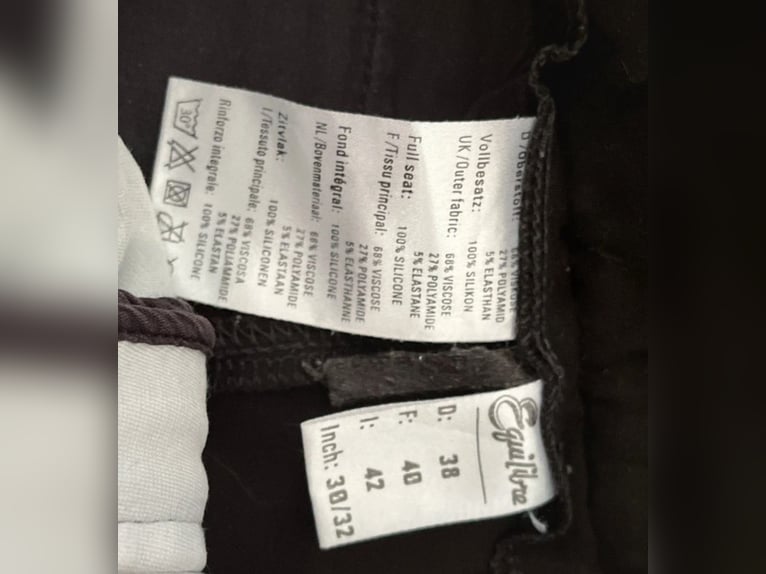 D/Oberstoff: 68% VISCOSE
27% POLYAMID
5% ELASTHAN
Vollbesatz: 100% SILIKON
UK/Outer fabric: 68% VISCOSE
27% POLYAMIDE
5% ELASTANE
Full seat: 100% SILICONE
F/Tissu principal: 68% VISCOSE
27% POLYAMIDE
5% ELASTHANNE
Fond intégral: 100% SILICONE
NL/Bovenmateriaal: 68% VISCOSE
27% POLYAMIDE
5% ELASTAAN
Zitvlak: 100% SILICONEN
I/Tessuto principale: 68% VISCOSA
27% POLIAMMIDE
5% ELASTAN
Rinforzo integrale: 100% SILICONE
30°
Equilibre
D: 38
F: 40
I: 42
Inch: 30/32